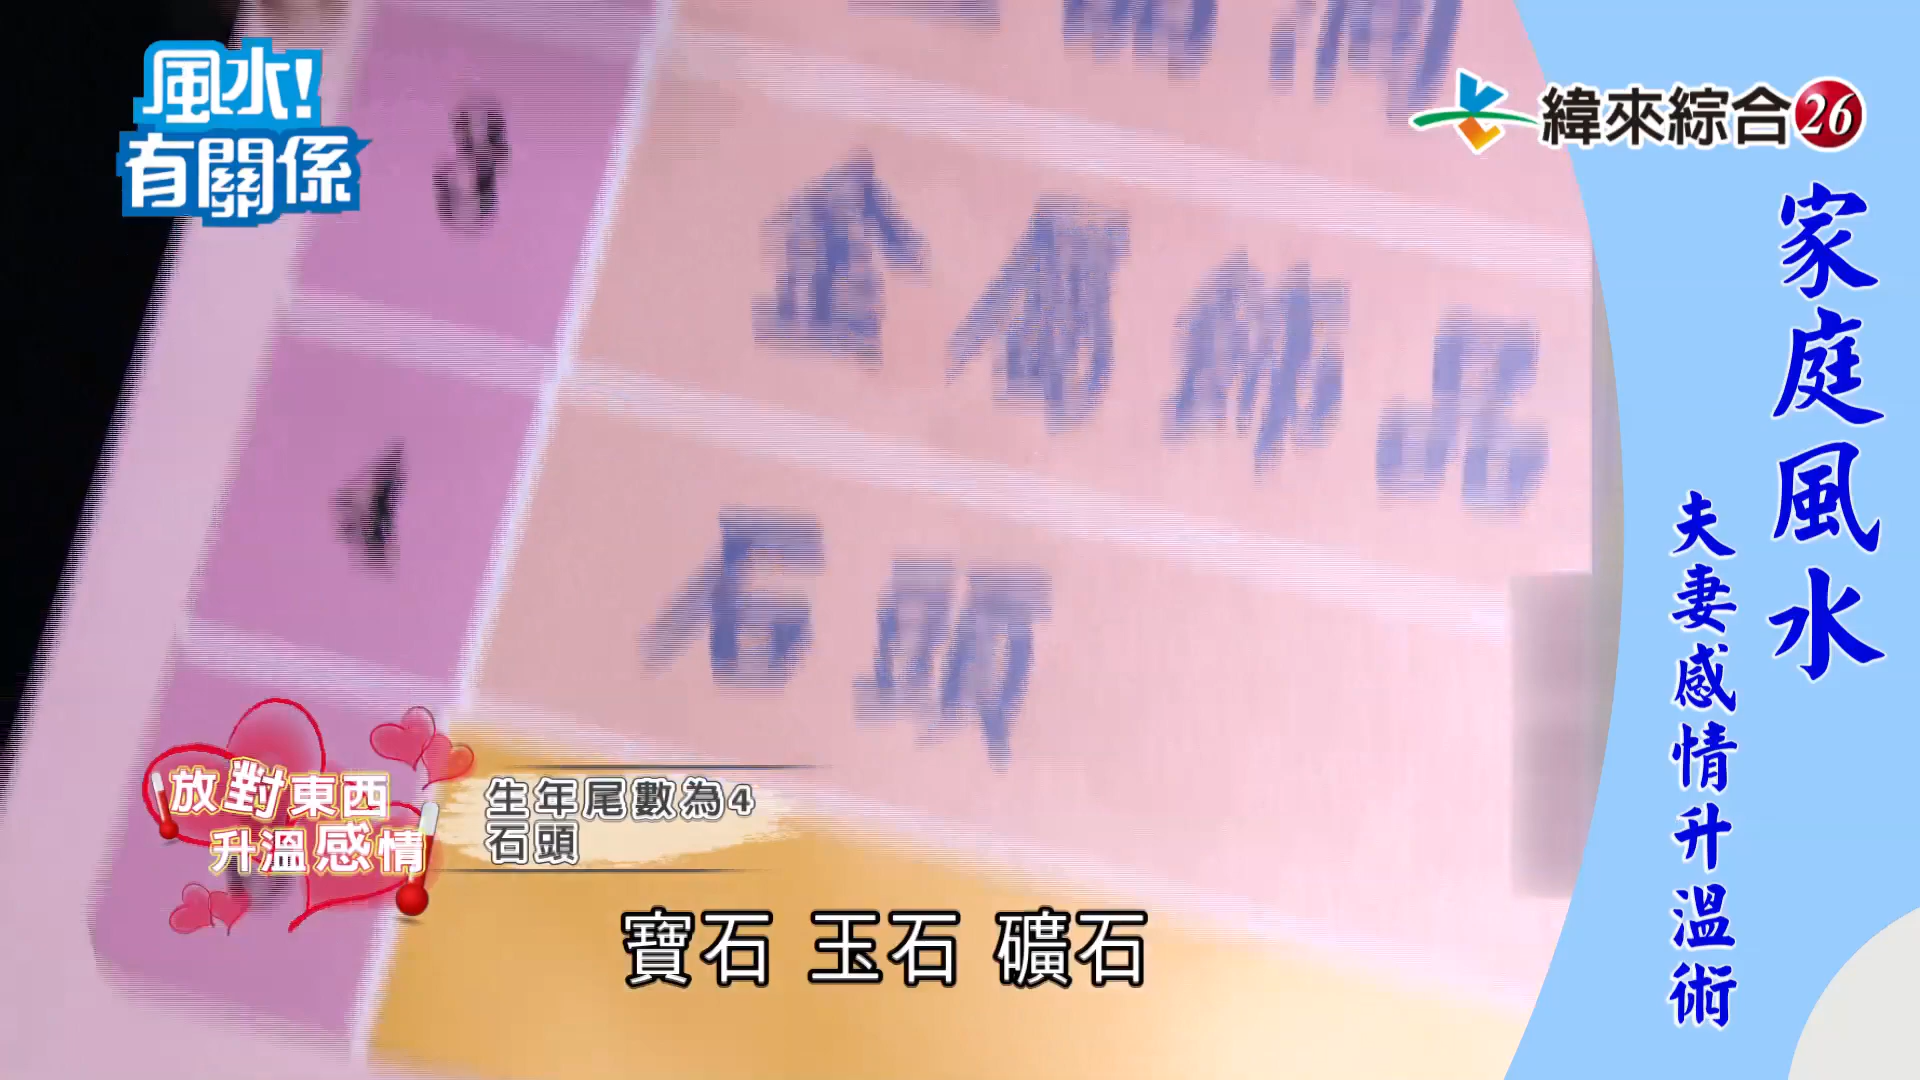 風水!
有關係
緯來綜合26
家庭風水
夫妻感情升溫術
3
金屬飾品
4
石頭
放對東西
升溫感情
生年尾數為4
石頭
寶石 玉石 礦石